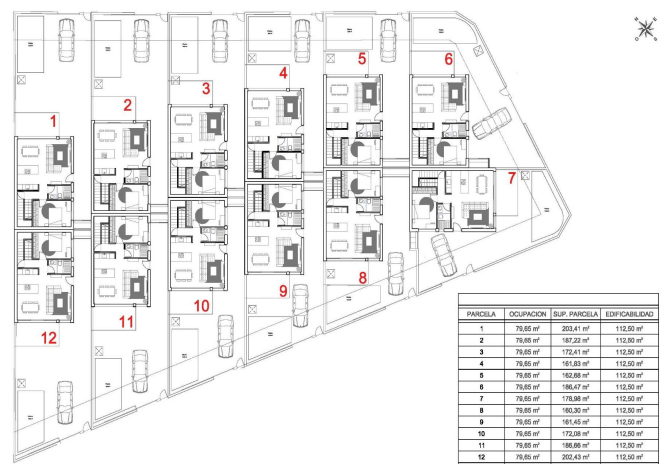 1
2
3
4
5
6
7
8
9
10
11
12
PARCELA OCUPACION SUP. PARCELA EDIFICABILIDAD
1 79,65 m² 203,41 m² 112,50 m²
2 79,65 m² 187,22 m² 112,50 m²
3 79,65 m² 172,41 m² 112,50 m²
4 79,65 m² 161,83 m² 112,50 m²
5 79,65 m² 162,68 m² 112,50 m²
6 79,65 m² 186,47 m² 112,50 m²
7 79,65 m² 178,98 m² 112,50 m²
8 79,65 m² 160,30 m² 112,50 m²
9 79,65 m² 161,45 m² 112,50 m²
10 79,65 m² 172,08 m² 112,50 m²
11 79,65 m² 186,86 m² 112,50 m²
12 79,65 m² 202,43 m² 112,50 m²